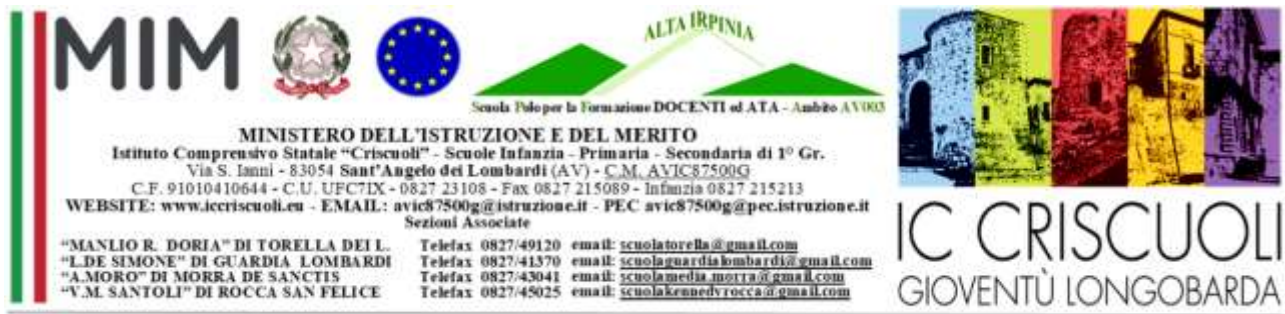 MIM
ALTA IRPINIA
Scuola Polo per la Formazione DOCENTI ed ATA - Ambito AV003
MINISTERO DELL'ISTRUZIONE E DEL MERITO
Istituto Comprensivo Statale “Criscuoli” - Scuole Infanzia - Primaria - Secondaria di 1° Gr.
Via S. Ianni - 83054 Sant'Angelo dei Lombardi (AV) - C.M. AVIC87500G
C.F. 91010410644 - C.U. UFC7IX - 0827 23108 - Fax 0827 215089 - Infanzia 0827 215213
WEBSITE: www.iccriscuoli.eu - EMAIL: avic87500g@istruzione.it - PEC avic87500g@pec.istruzione.it
Sezioni Associate
“MANLIO R. DORIA” DI TORELLA DEI L. Telefax 0827/49120 email: scuolatorella@gmail.com
“L.DE SIMONE” DI GUARDIA LOMBARDI Telefax 0827/41370 email: scuolaguardialombardi@gmail.com
“A.MORO” DI MORRA DE SANCTIS Telefax 0827/43041 email: scuolamedia.morra@gmail.com
“V.M. SANTOLI” DI ROCCA SAN FELICE Telefax 0827/45025 email: scuolakennedyrocca@gmail.com
IC CRISCUOLI
GIOVENTÙ LONGOBARDA